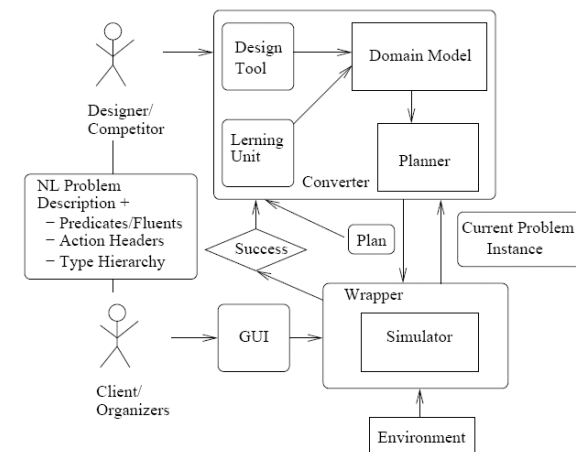 Design
Tool
Domain Model
Designer/
Competitor
Lerning
Unit
Planner
Converter
NL Problem
Description +
– Predicates/Fluents
– Action Headers
– Type Hierarchy
Success
Plan
Current Problem
Instance
Wrapper
GUI
Simulator
Client/
Organizers
Environment